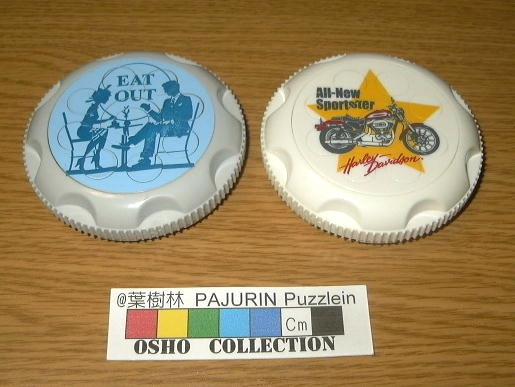 EAT
OUT
All-New
Sportster
Harley-Davidson
@葉樹林 PAJURIN Puzzlein
Cm
OSHO COLLECTION